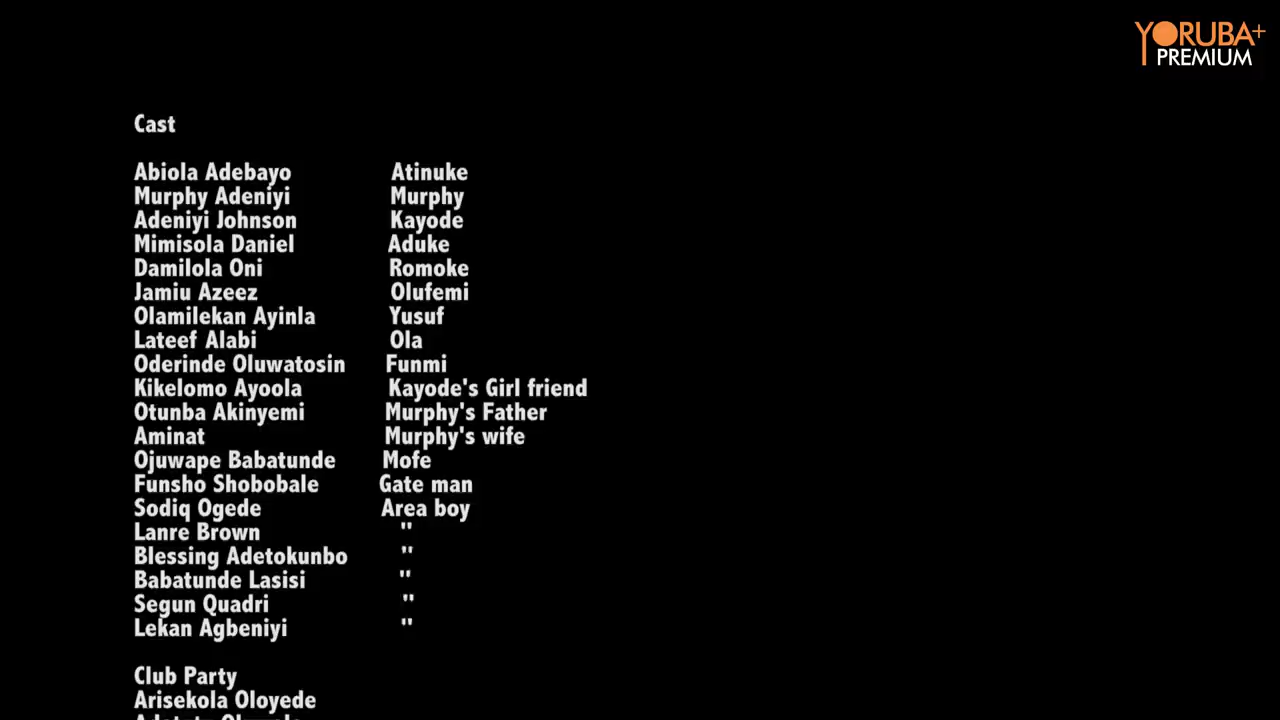 YORUBA+
PREMIUM
Cast
Abiola Adebayo Atinuke
Murphy Adeniyi Murphy
Adeniyi Johnson Kayode
Mimisola Daniel Aduke
Damilola Oni Romoke
Jamiu Azeez Olufemi
Olamilekan Ayinla Yusuf
Lateef Alabi Ola
Oderinde Oluwatosin Funmi
Kikelomo Ayoola Kayode's Girl friend
Otunba Akinyemi Murphy's Father
Aminat Murphy's wife
Ojuwape Babatunde Mofe
Funsho Shobobale Gate man
Sodiq Ogede Area boy
Lanre Brown "
Blessing Adetokunbo "
Babatunde Lasisi "
Segun Quadri "
Lekan Agbeniyi "
Club Party
Arisekola Oloyede